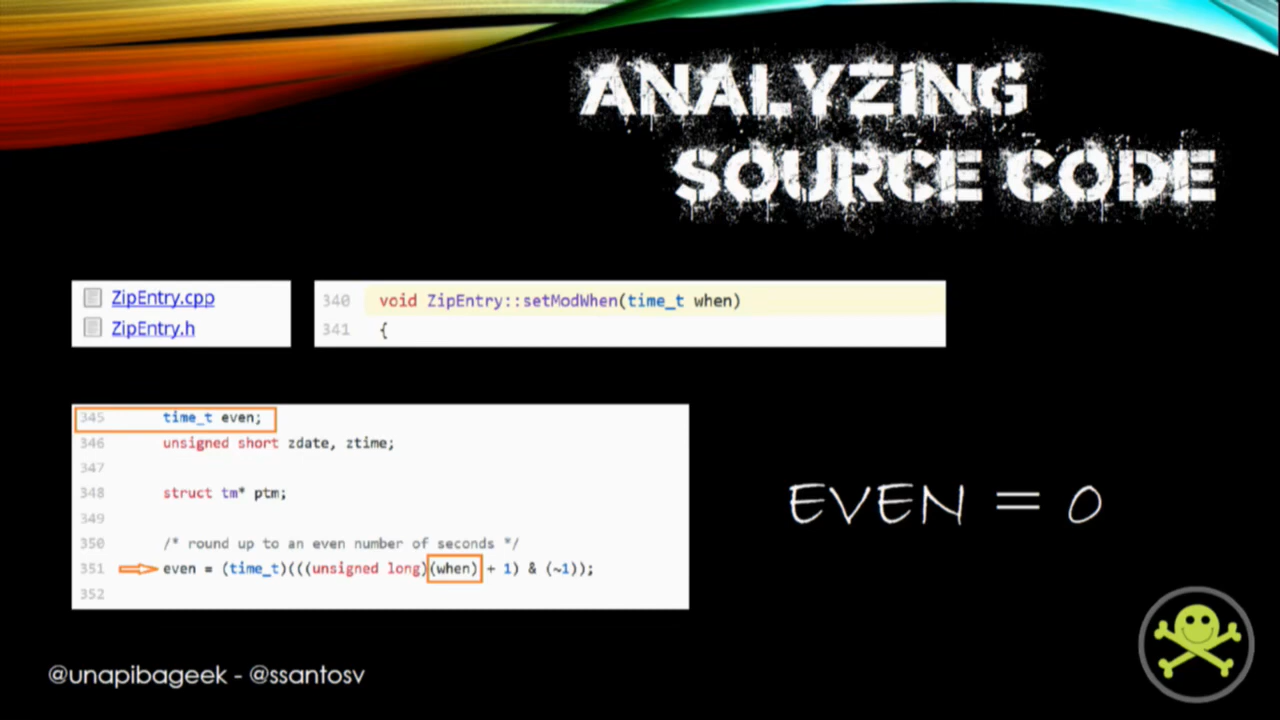 ANALYZING
SOURCE CODE
ZipEntry.cpp
ZipEntry.h
340 void ZipEntry::setModWhen(time_t when)
341 {
345 time_t even;
346 unsigned short zdate, ztime;
347
348 struct tm* ptm;
349
350 /* round up to an even number of seconds */
351 even = (time_t)(((unsigned long)(when) + 1) & (~1));
352
EVEN = 0
@unapibageek - @ssantosv